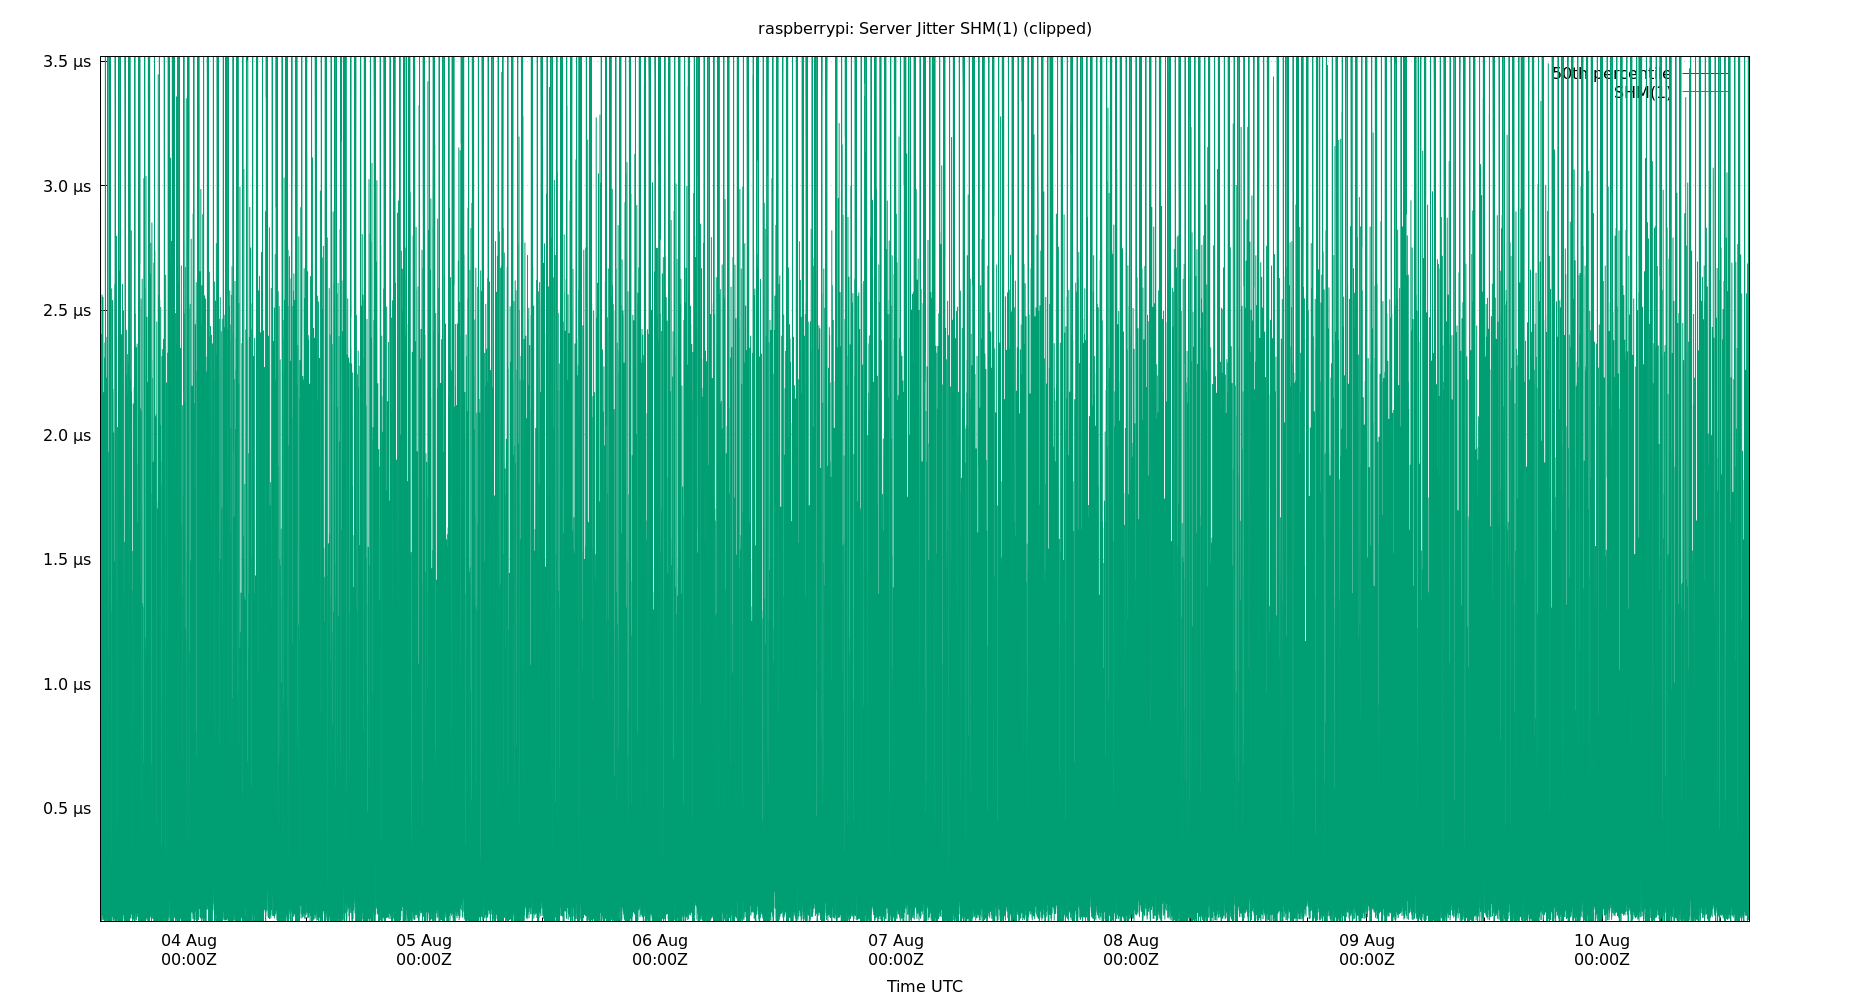 raspberrypi: Server Jitter SHM(1) (clipped)
3.5 µs
50th percentile
SHM(1)
3.0 µs
2.5 µs
2.0 µs
1.5 µs
1.0 µs
0.5 µs
04 Aug 05 Aug 06 Aug 07 Aug 08 Aug 09 Aug 10 Aug
00:00Z 00:00Z 00:00Z 00:00Z 00:00Z 00:00Z 00:00Z
Time UTC